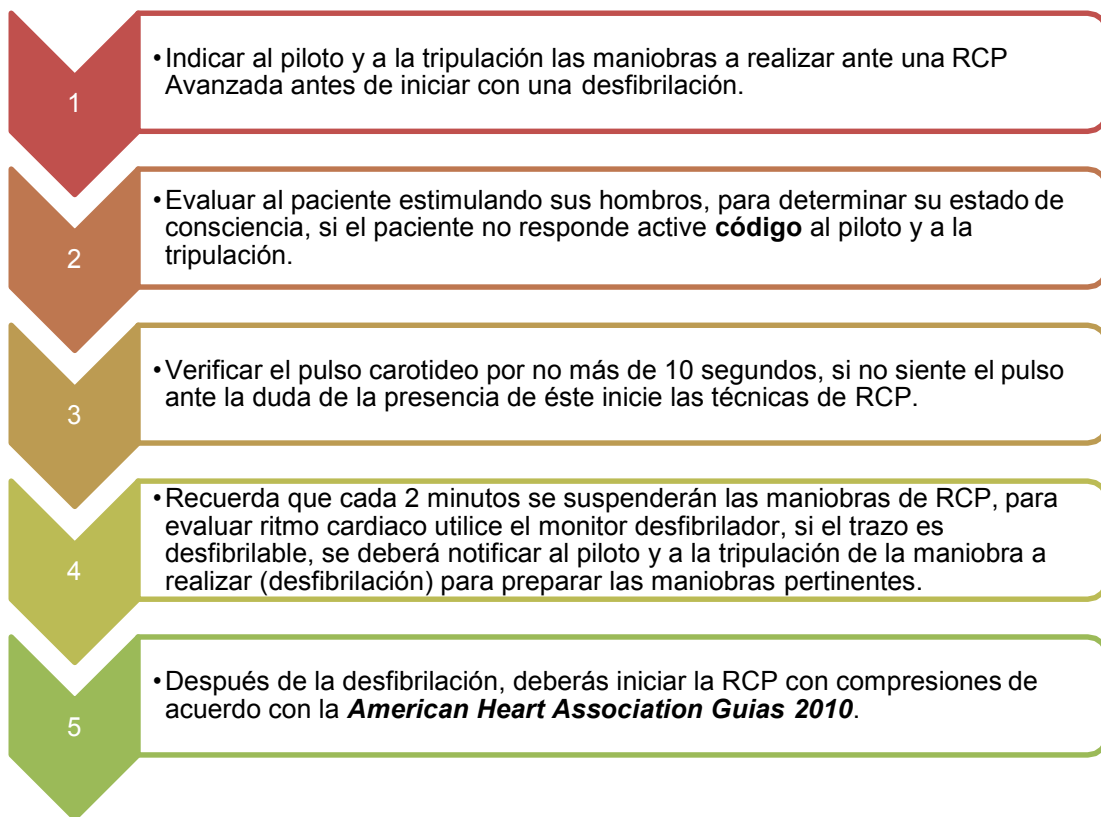 1
•Indicar al piloto y a la tripulación las maniobras a realizar ante una RCP
Avanzada antes de iniciar con una desfibrilación.
2
•Evaluar al paciente estimulando sus hombros, para determinar su estado de
consciencia, si el paciente no responde active código al piloto y a la
tripulación.
3
•Verificar el pulso carotideo por no más de 10 segundos, si no siente el pulso
ante la duda de la presencia de éste inicie las técnicas de RCP.
4
•Recuerda que cada 2 minutos se suspenderán las maniobras de RCP, para
evaluar ritmo cardiaco utilice el monitor desfibrilador, si el trazo es
desfibrilable, se deberá notificar al piloto y a la tripulación de la maniobra a
realizar (desfibrilación) para preparar las maniobras pertinentes.
5
•Después de la desfibrilación, deberás iniciar la RCP con compresiones de
acuerdo con la American Heart Association Guias 2010.